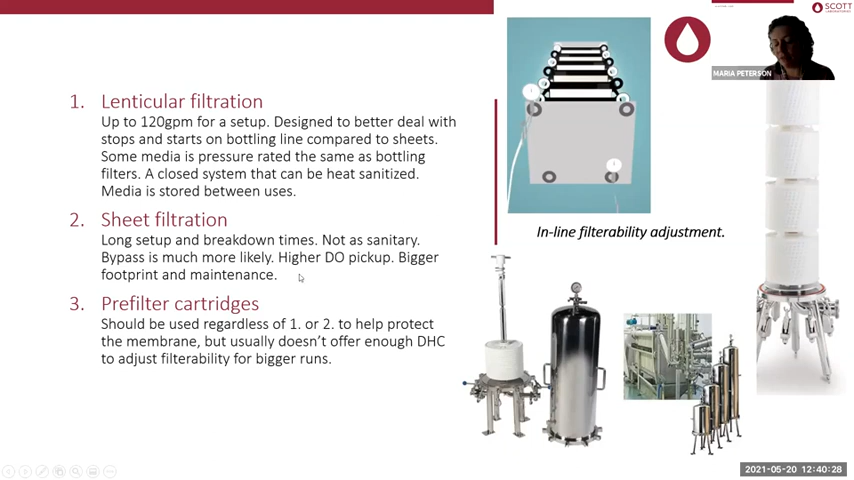 SCOTT
LABORATORIES
MARIA PETERSON
1. Lenticular filtration
Up to 120gpm for a setup. Designed to better deal with
stops and starts on bottling line compared to sheets.
Some media is pressure rated the same as bottling
filters. A closed system that can be heat sanitized.
Media is stored between uses.
2. Sheet filtration
Long setup and breakdown times. Not as sanitary.
Bypass is much more likely. Higher DO pickup. Bigger
footprint and maintenance.
3. Prefilter cartridges
Should be used regardless of 1. or 2. to help protect
the membrane, but usually doesn't offer enough DHC
to adjust filterability for bigger runs.
In-line filterability adjustment.
2021-05-20 12:40:28